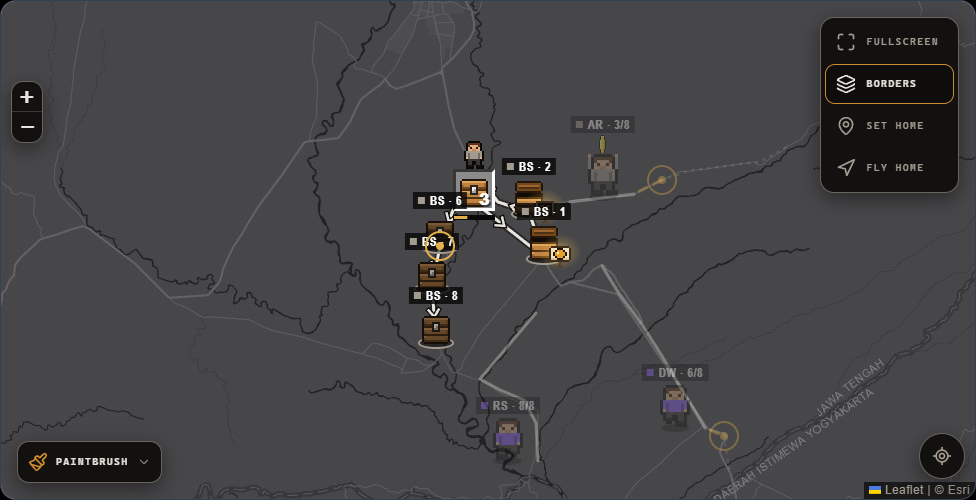 FULLSCREEN
BORDERS
SET HOME
FLY HOME
+
−
AR · 3/8
BS · 2
BS · 6
3
BS · 1
BS · 7
BS · 8
DW · 6/8
RS · 8/8
JAWA TENGAH
DAERAH ISTIMEWA YOGYAKARTA
PAINTBRUSH
Leaflet | © Esri